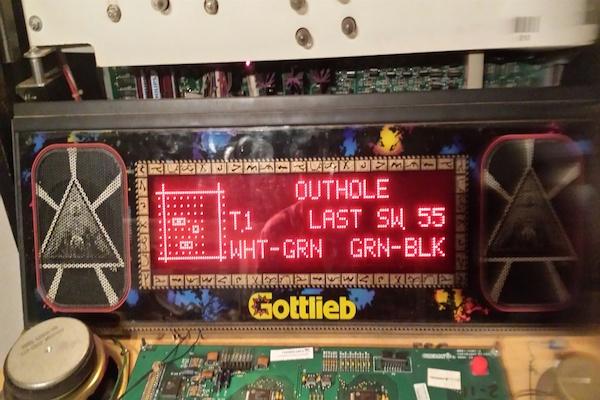 OUTHOLE
T1 LAST SW 55
WHT-GRN GRN-BLK
Gottlieb